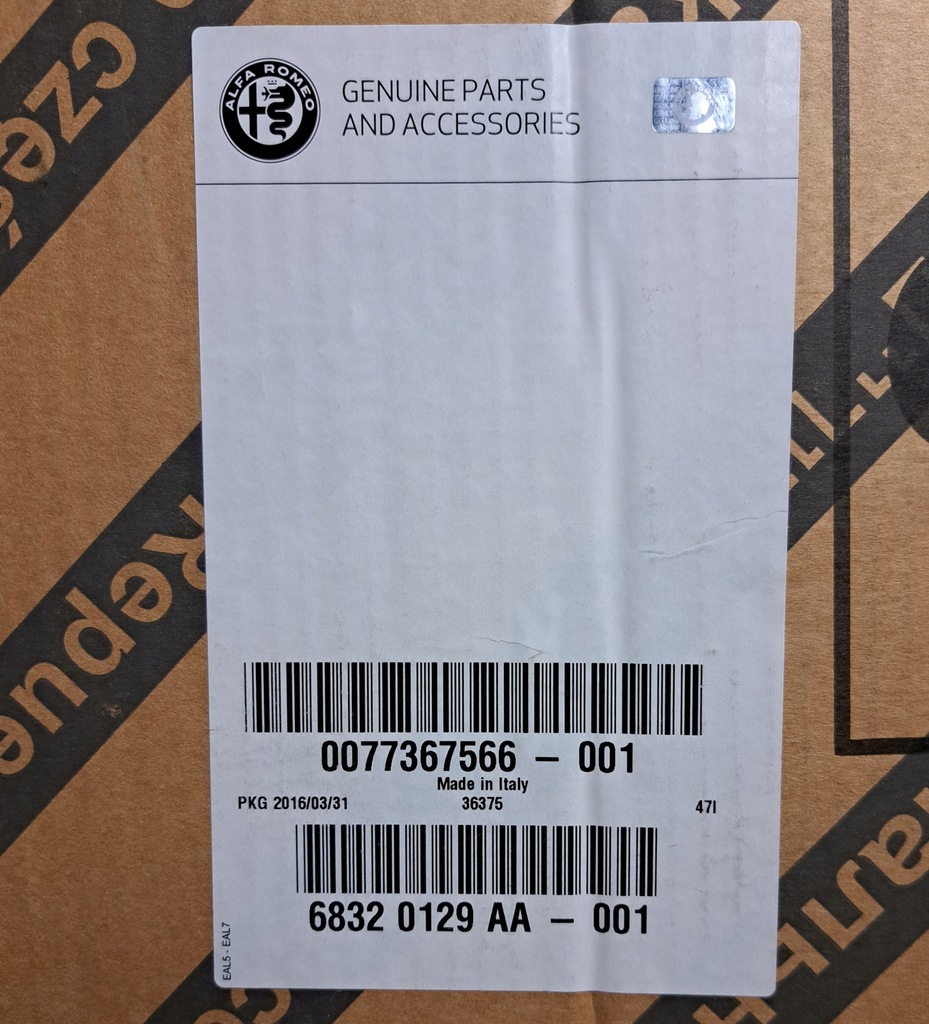 ALFA ROMEO
GENUINE PARTS
AND ACCESSORIES
0077367566 – 001
Made in Italy
PKG 2016/03/31 36375 47I
6832 0129 AA – 001
EAL5 - EAL7